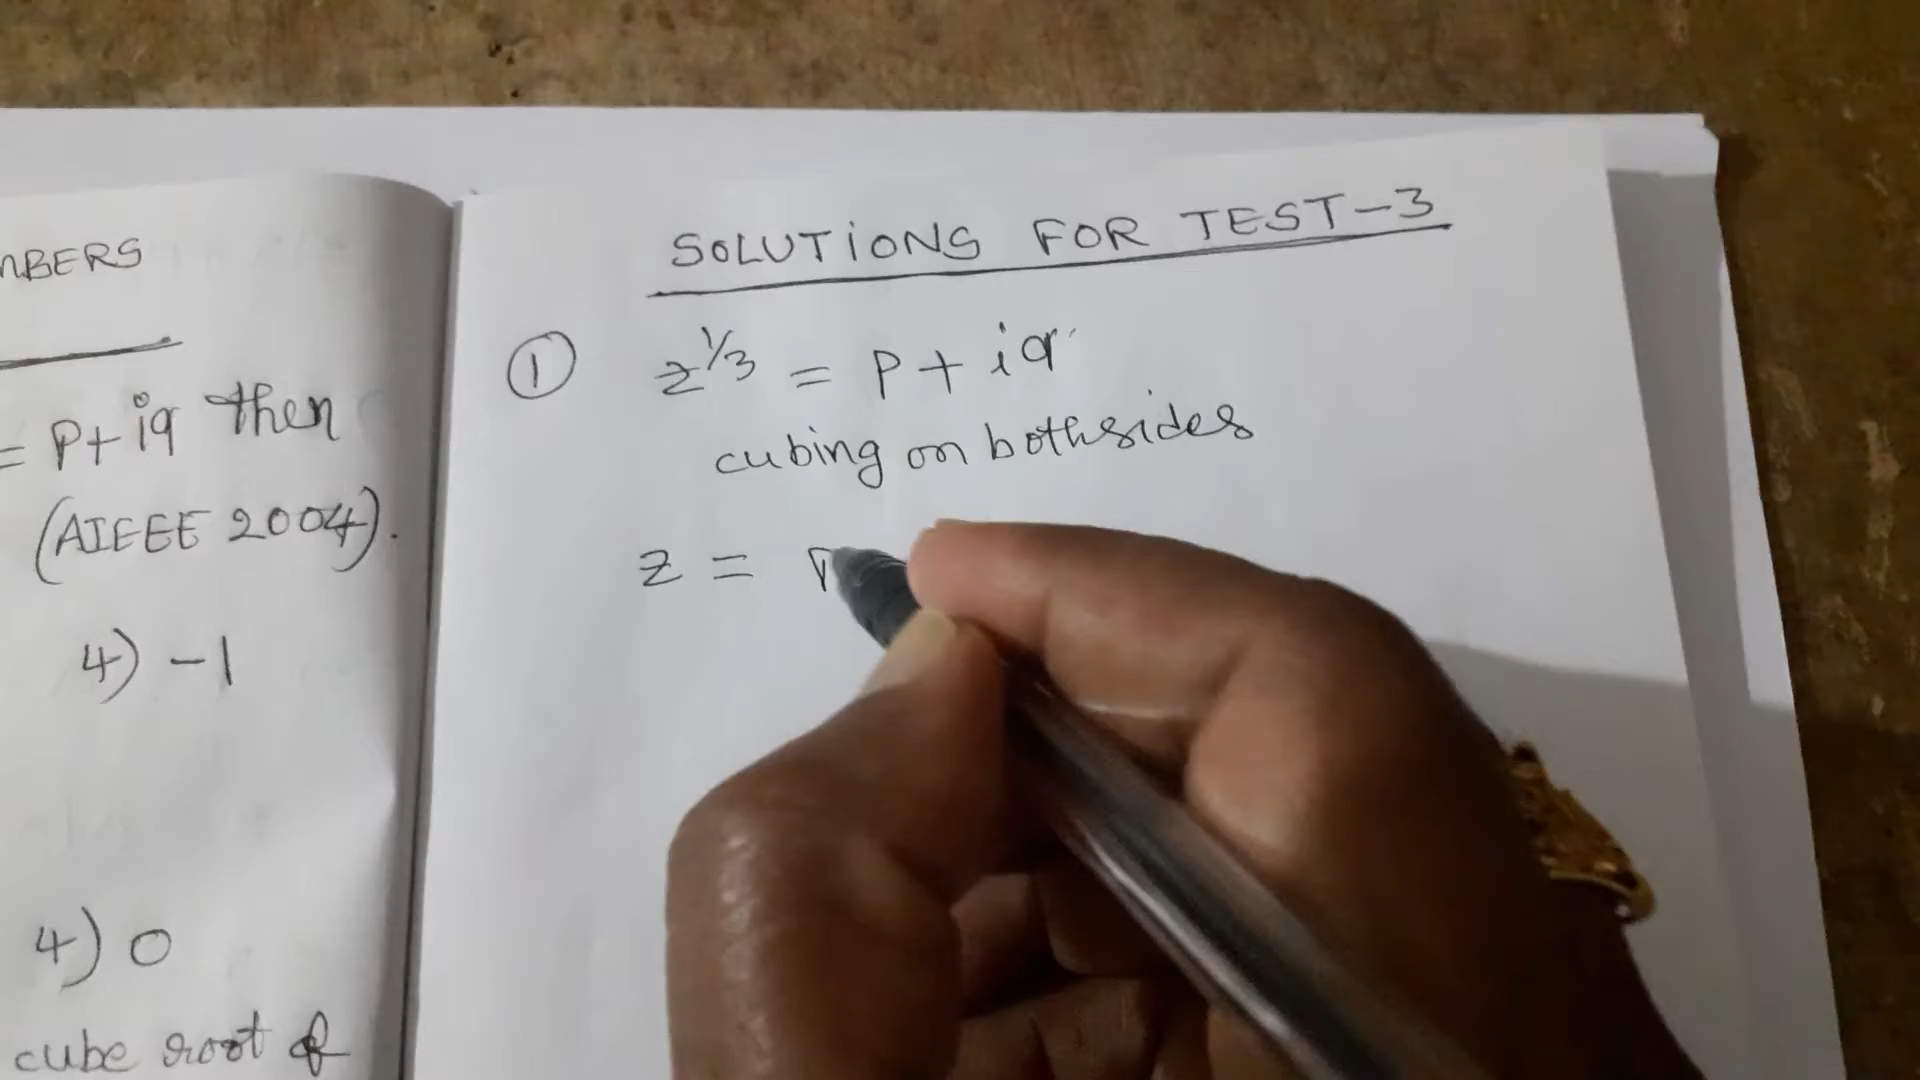 MBERS
= P+ iq then
(AIEEE 2004).
4) -1
4) 0
cube root of
SOLUTIONS FOR TEST-3
① z^1/3 = P + iq
cubing on bothsides
z = P